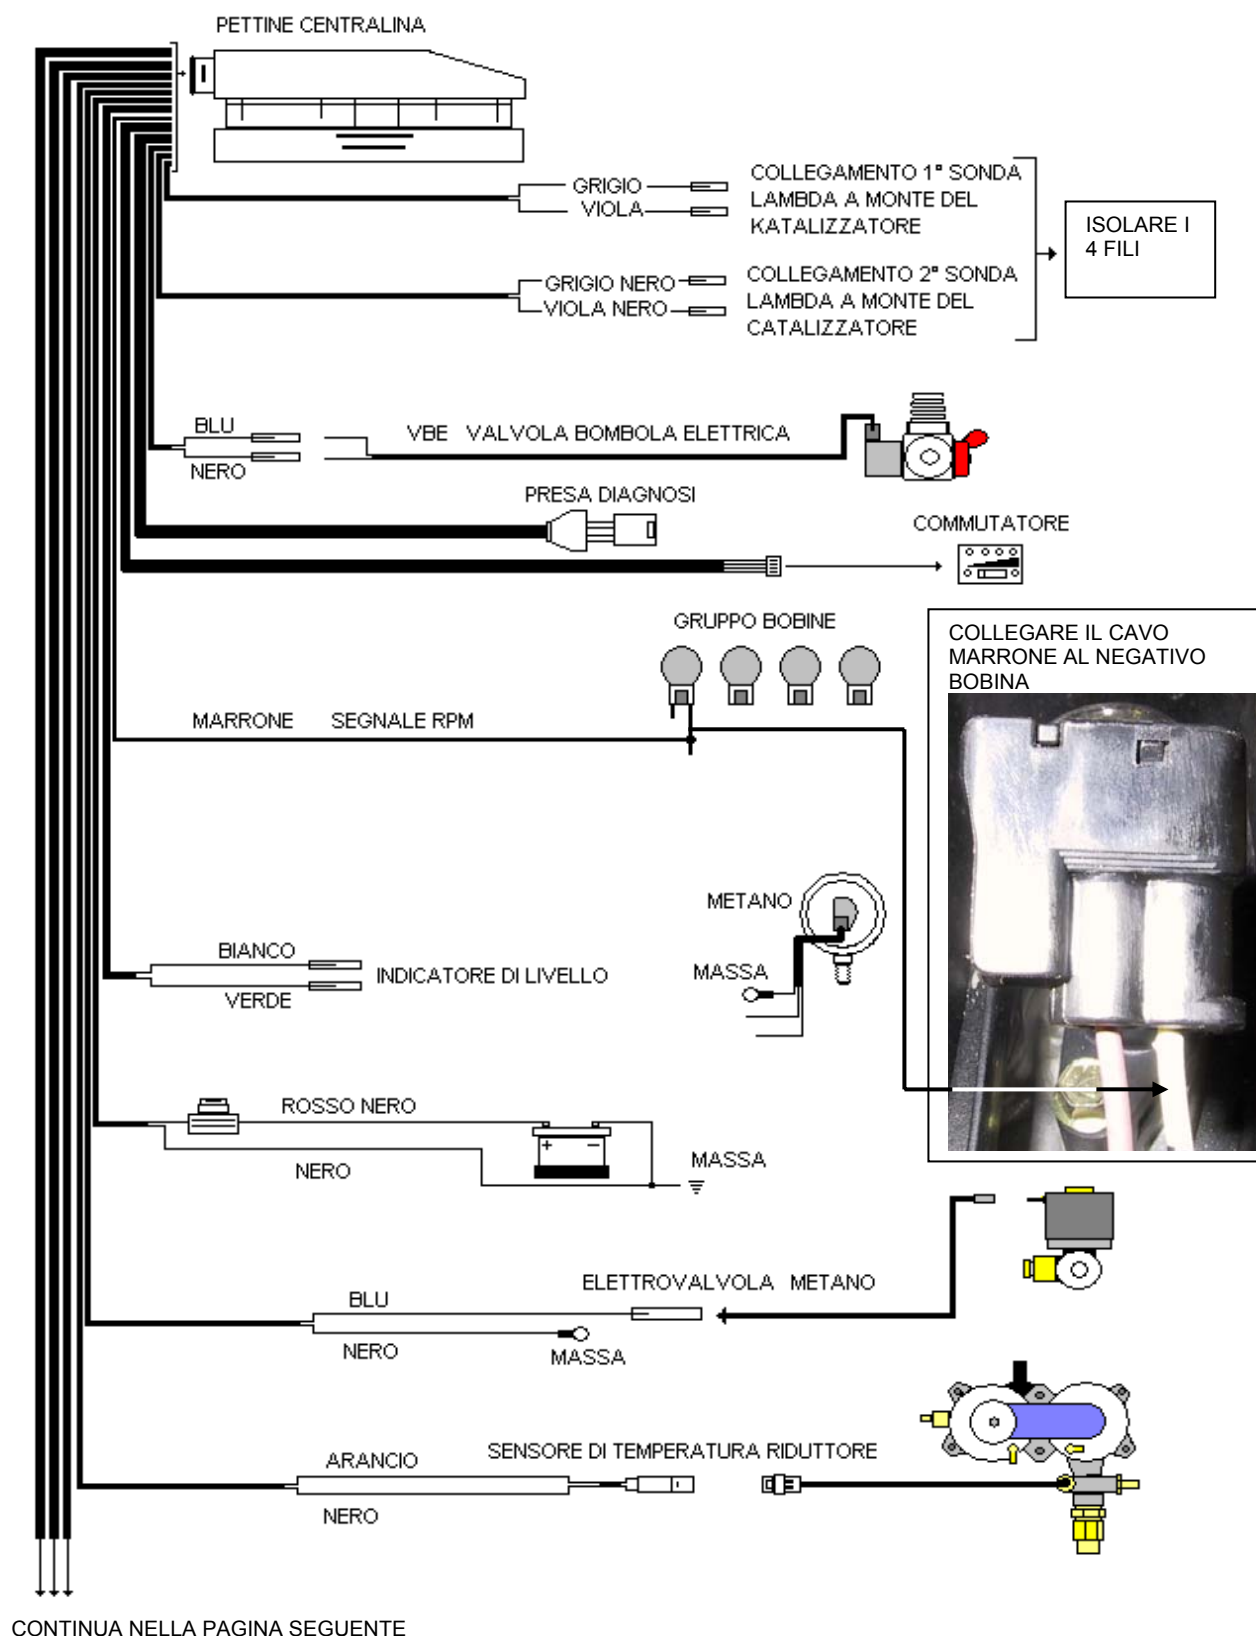 PETTINE CENTRALINA
GRIGIO
VIOLA
COLLEGAMENTO 1° SONDA
LAMBDA A MONTE DEL
KATALIZZATORE
ISOLARE I
4 FILI
GRIGIO NERO
VIOLA NERO
COLLEGAMENTO 2° SONDA
LAMBDA A MONTE DEL
CATALIZZATORE
BLU
NERO
VBE VALVOLA BOMBOLA ELETTRICA
PRESA DIAGNOSI
COMMUTATORE
GRUPPO BOBINE
COLLEGARE IL CAVO
MARRONE AL NEGATIVO
BOBINA
MARRONE SEGNALE RPM
METANO
MASSA
BIANCO
VERDE
INDICATORE DI LIVELLO
ROSSO NERO
NERO
+ −
MASSA
ELETTROVALVOLA METANO
BLU
NERO
MASSA
SENSORE DI TEMPERATURA RIDUTTORE
ARANCIO
NERO
CONTINUA NELLA PAGINA SEGUENTE